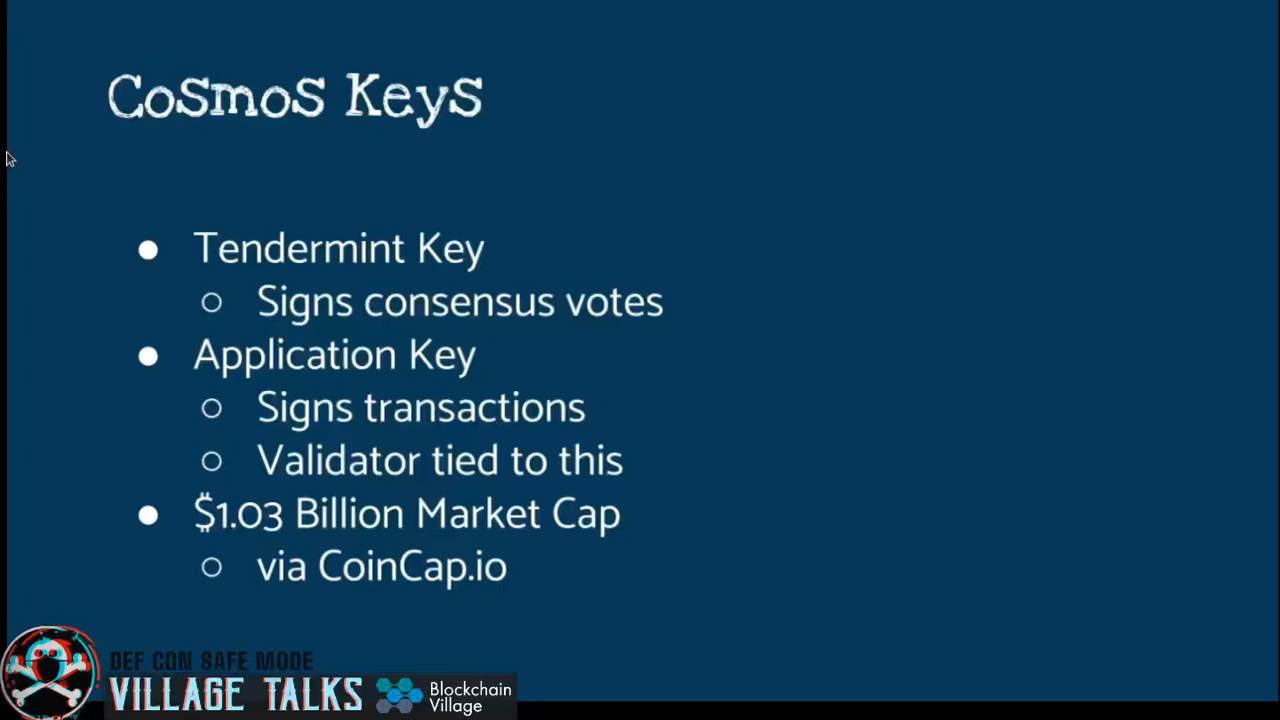 Cosmos Keys
● Tendermint Key
○ Signs consensus votes
● Application Key
○ Signs transactions
○ Validator tied to this
● $1.03 Billion Market Cap
○ via CoinCap.io
DEF CON SAFE MODE
VILLAGE TALKS
Blockchain
Village